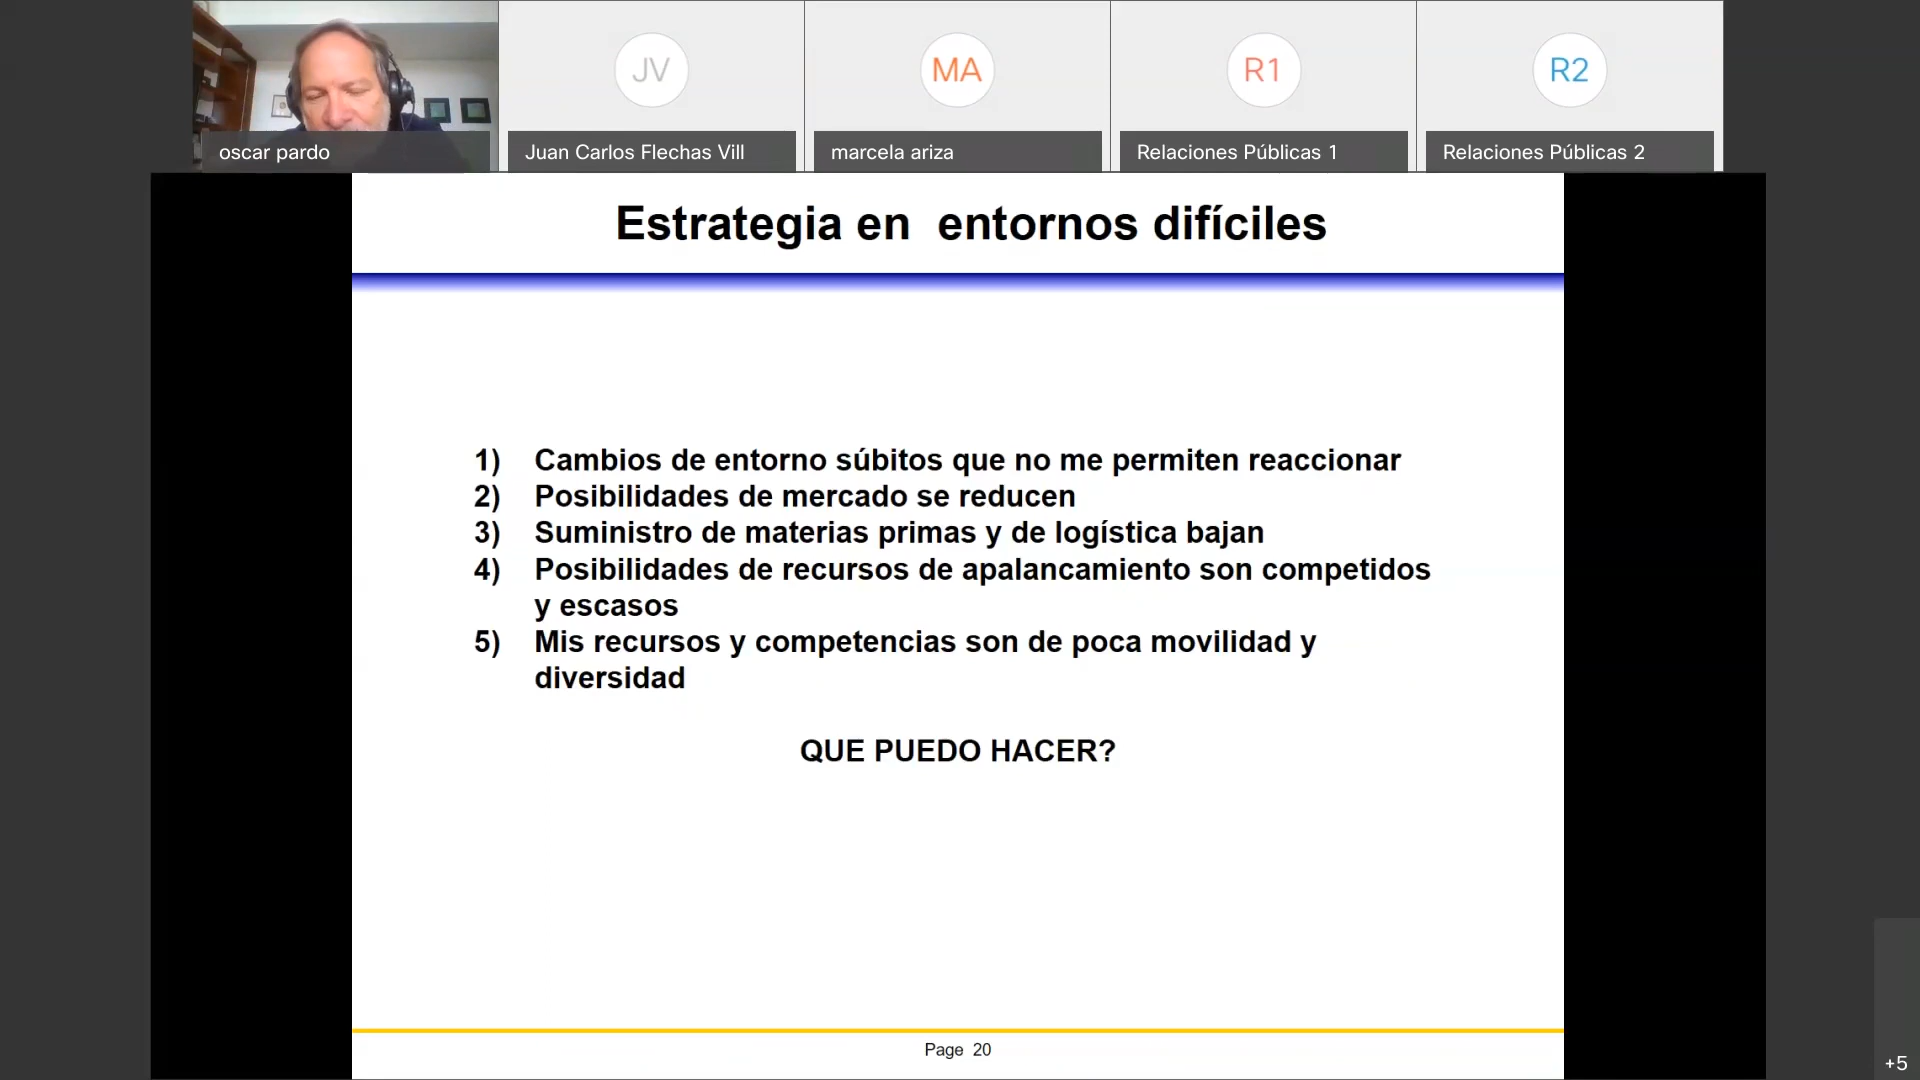 JV
MA
R1
R2
oscar pardo
Juan Carlos Flechas Vill
marcela ariza
Relaciones Públicas 1
Relaciones Públicas 2
Estrategia en  entornos difíciles
1) Cambios de entorno súbitos que no me permiten reaccionar
2) Posibilidades de mercado se reducen
3) Suministro de materias primas y de logística bajan
4) Posibilidades de recursos de apalancamiento son competidos
y escasos
5) Mis recursos y competencias son de poca movilidad y
diversidad
QUE PUEDO HACER?
Page  20
+5